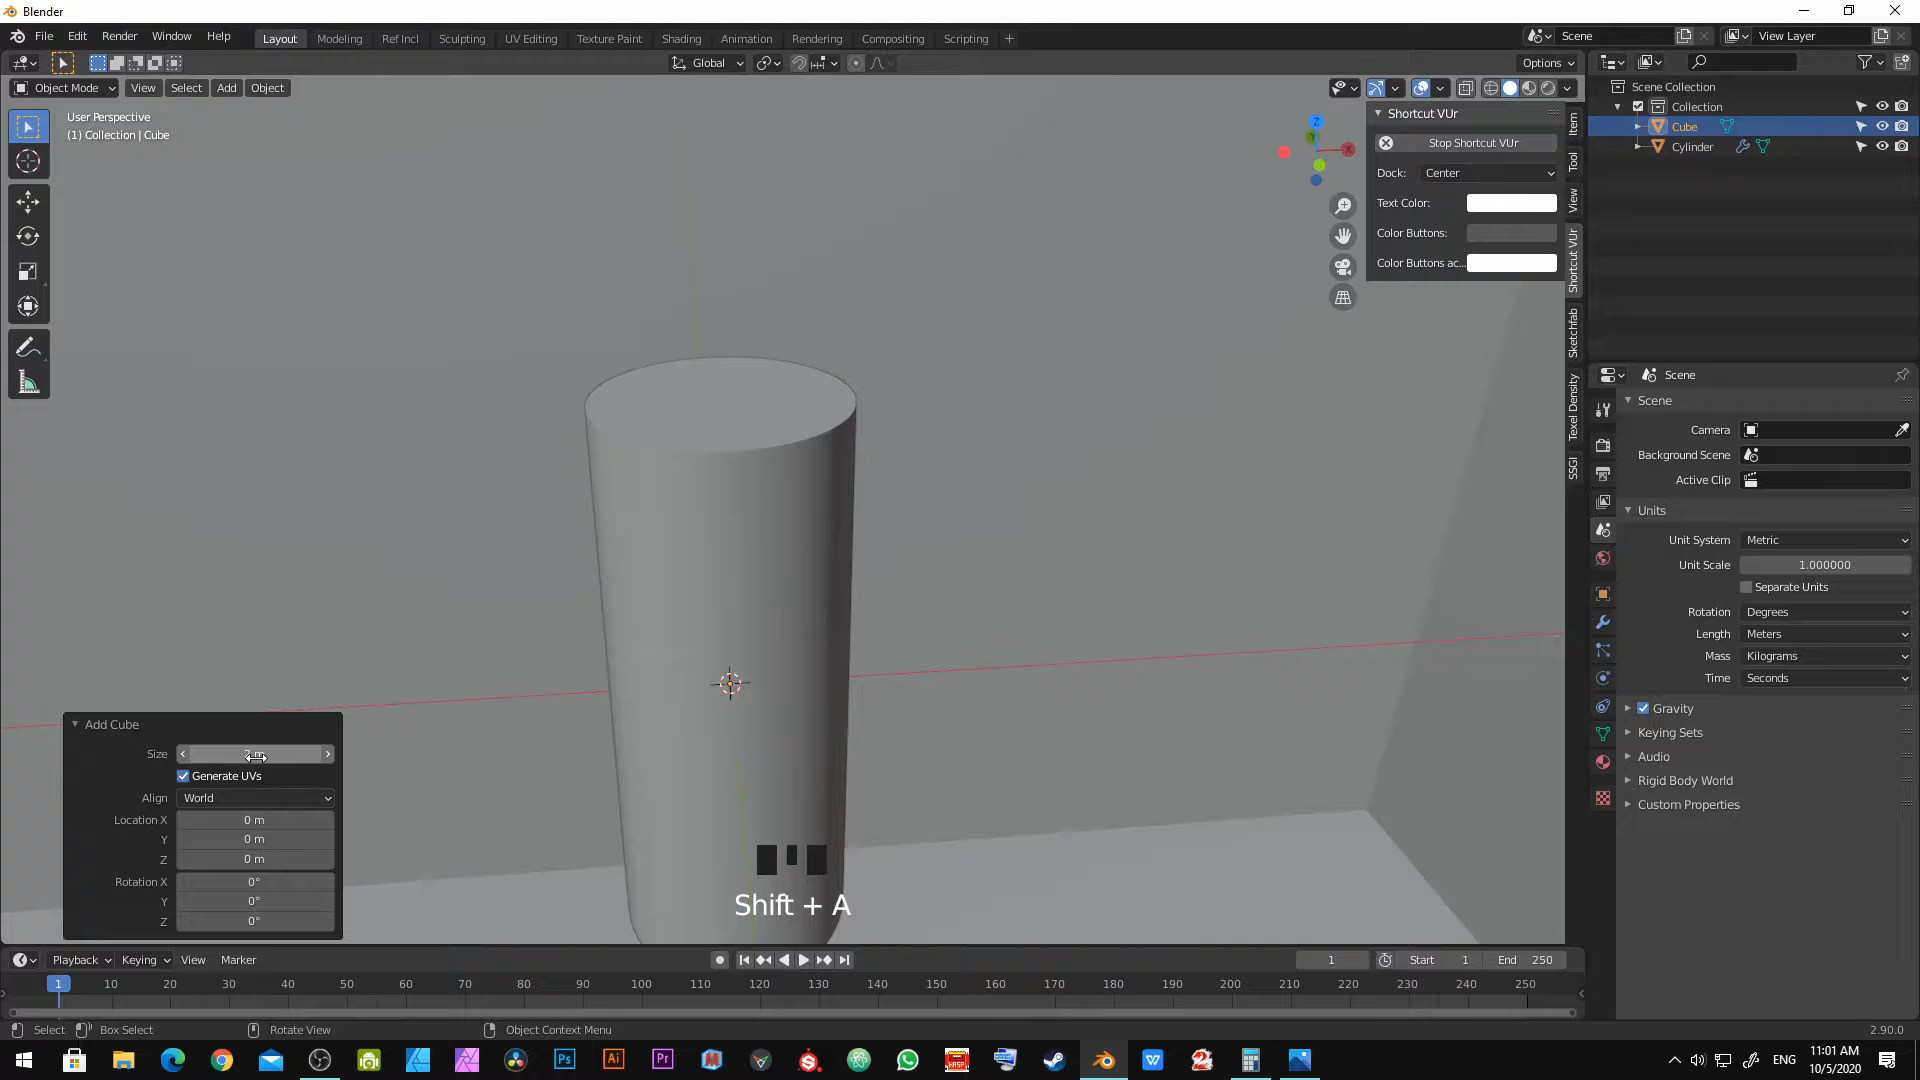 Blender
File Edit Render Window Help
Layout Modeling Ref Incl Sculpting UV Editing Texture Paint Shading Animation Rendering Compositing Scripting
Scene
View Layer
Global
Options
Object Mode View Select Add Object
User Perspective
(1) Collection | Cube
Shortcut VUr
Stop Shortcut VUr
Dock: Center
Text Color:
Color Buttons:
Color Buttons ac...
Item
Tool
View
Shortcut VUr
Sketchfab
Texel Density
SSGI
Z
Y
X
Scene Collection
Collection
Cube
Cylinder
Scene
Scene
Camera
Background Scene
Active Clip
Units
Unit System Metric
Unit Scale 1.000000
Separate Units
Rotation Degrees
Length Meters
Mass Kilograms
Time Seconds
Gravity
Keying Sets
Audio
Rigid Body World
Custom Properties
Add Cube
Size
Generate UVs
Align World
Location X 0 m
Y 0 m
Z 0 m
Rotation X 0°
Y 0°
Z 0°
Shift + A
Playback Keying View Marker
1 Start 1 End 250
1 10 20 30 40 50 60 70 80 90 100 110 120 130 140 150 160 170 180 190 200 210 220 230 240 250
Select Box Select Rotate View Object Context Menu
2.90.0
Ps Ai Pr
ENG
11:01 AM
10/5/2020